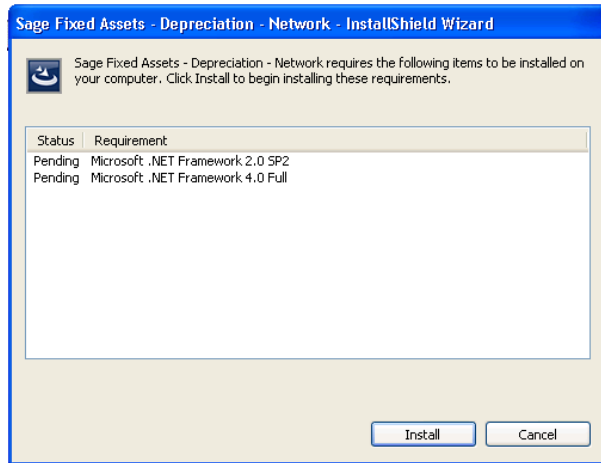 Sage Fixed Assets - Depreciation - Network - InstallShield Wizard
Sage Fixed Assets - Depreciation - Network requires the following items to be installed on
your computer. Click Install to begin installing these requirements.
Status Requirement
Pending Microsoft .NET Framework 2.0 SP2
Pending Microsoft .NET Framework 4.0 Full
Install Cancel